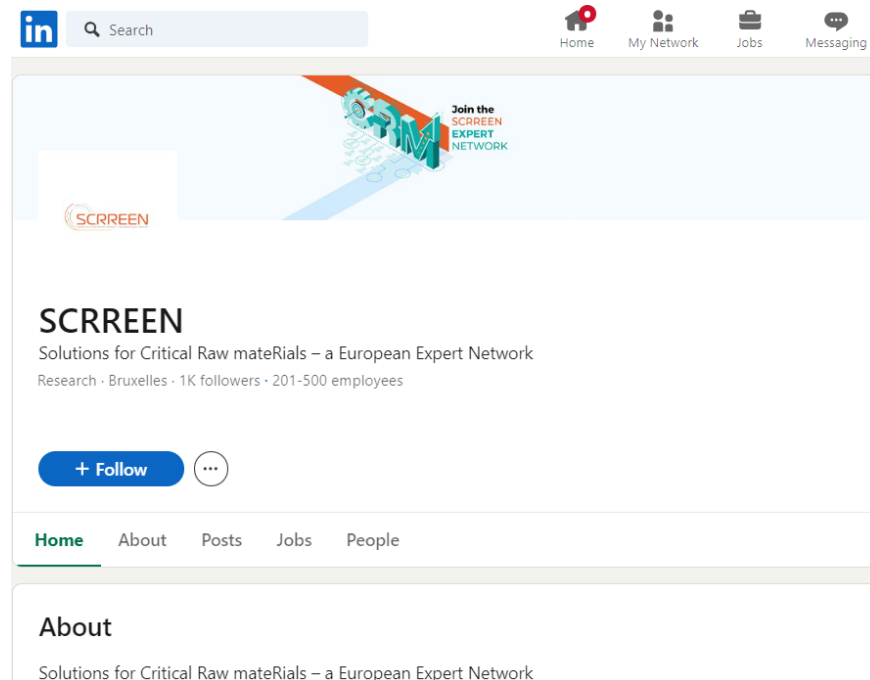 in
Search
Home
My Network
Jobs
Messaging
CRM
Join the
SCRREEN
EXPERT
NETWORK
SCRREEN
SCRREEN
Solutions for Critical Raw mateRials – a European Expert Network
Research · Bruxelles · 1K followers · 201-500 employees
+ Follow
Home
About
Posts
Jobs
People
About
Solutions for Critical Raw mateRials – a European Expert Network